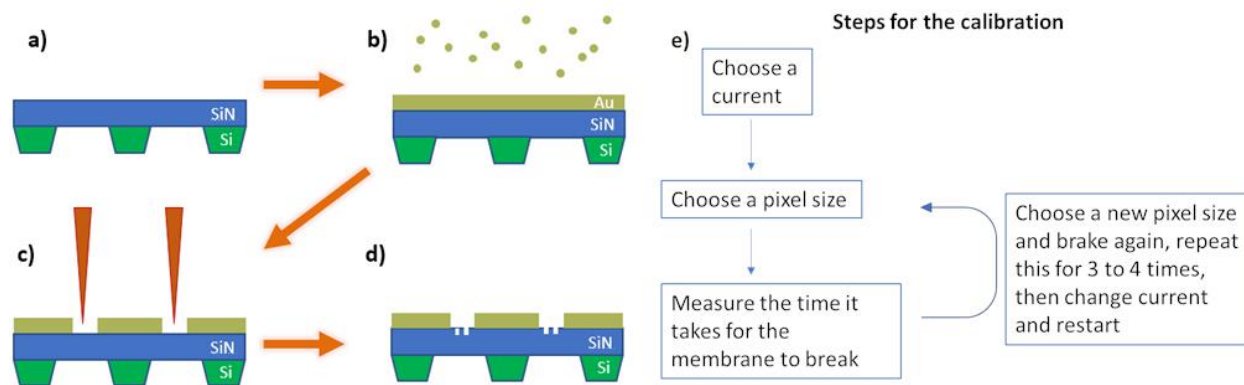 a)
SiN
Si
b)
Au
SiN
Si
c)
SiN
Si
d)
SiN
Si
Steps for the calibration
e)
Choose a
current
Choose a pixel size
Measure the time it
takes for the
membrane to break
Choose a new pixel size
and brake again, repeat
this for 3 to 4 times,
then change current
and restart